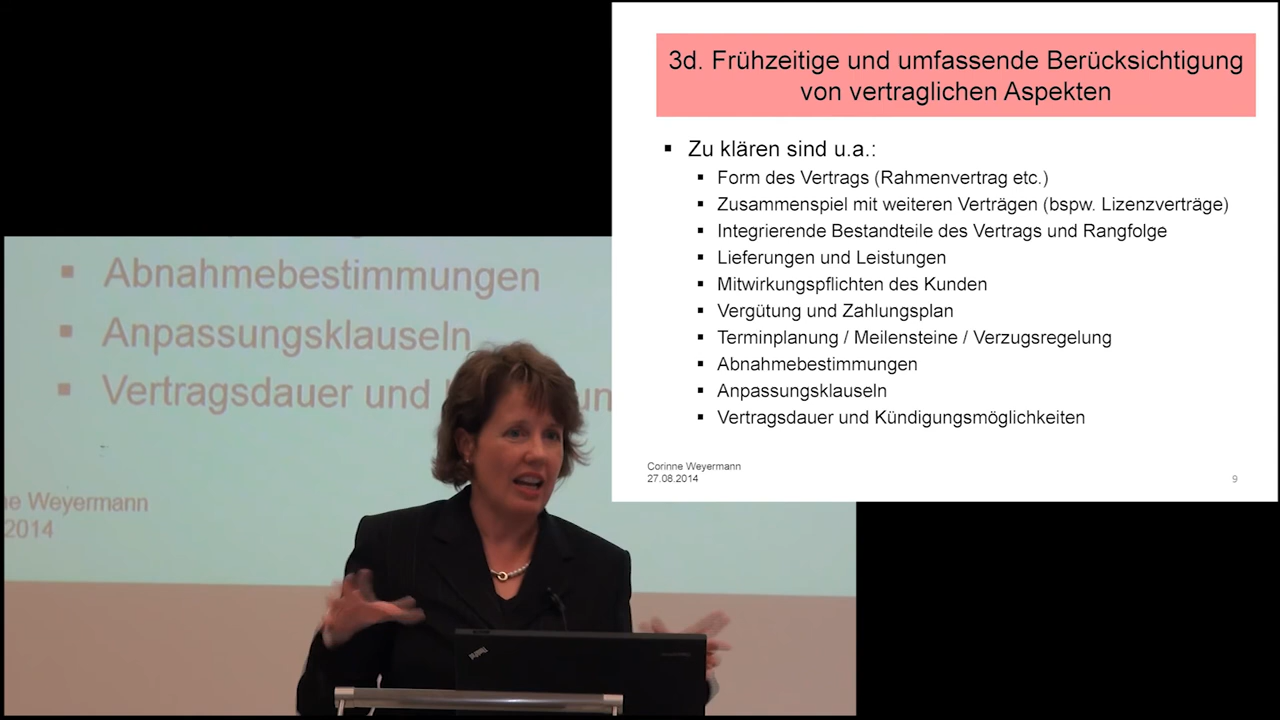 3d. Frühzeitige und umfassende Berücksichtigung
von vertraglichen Aspekten
Zu klären sind u.a.:
Form des Vertrags (Rahmenvertrag etc.)
Zusammenspiel mit weiteren Verträgen (bspw. Lizenzverträge)
Integrierende Bestandteile des Vertrags und Rangfolge
Lieferungen und Leistungen
Mitwirkungspflichten des Kunden
Vergütung und Zahlungsplan
Terminplanung / Meilensteine / Verzugsregelung
Abnahmebestimmungen
Anpassungsklauseln
Vertragsdauer und Kündigungsmöglichkeiten
Corinne Weyermann
27.08.2014
9
Abnahmebestimmungen
Anpassungsklauseln
Vertragsdauer und
ne Weyermann
2014
ThinkPad